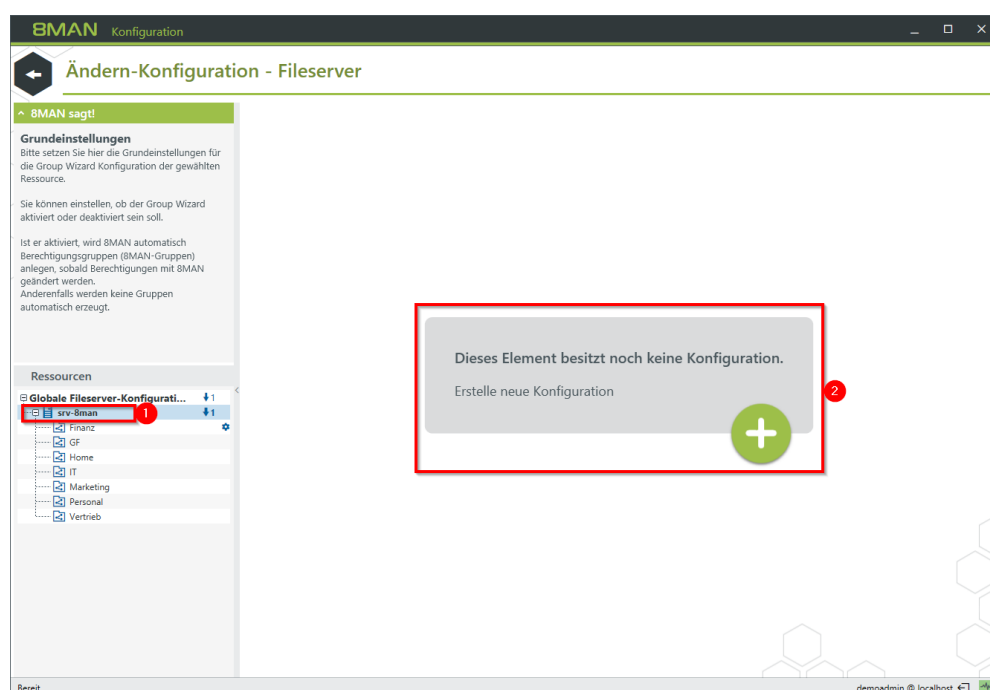 8MAN Konfiguration
Ändern-Konfiguration - Fileserver
8MAN sagt!
Grundeinstellungen
Bitte setzen Sie hier die Grundeinstellungen für
die Group Wizard Konfiguration der gewählten
Ressource.
Sie können einstellen, ob der Group Wizard
aktiviert oder deaktiviert sein soll.
Ist er aktiviert, wird 8MAN automatisch
Berechtigungsgruppen (8MAN-Gruppen)
anlegen, sobald Berechtigungen mit 8MAN
geändert werden.
Anderenfalls werden keine Gruppen
automatisch erzeugt.
Dieses Element besitzt noch keine Konfiguration.
Erstelle neue Konfiguration
2
Ressourcen
Globale Fileserver-Konfigurati... 1
srv-8man 1 1
Finanz
GF
Home
IT
Marketing
Personal
Vertrieb
Bereit
demoadmin @ localhost